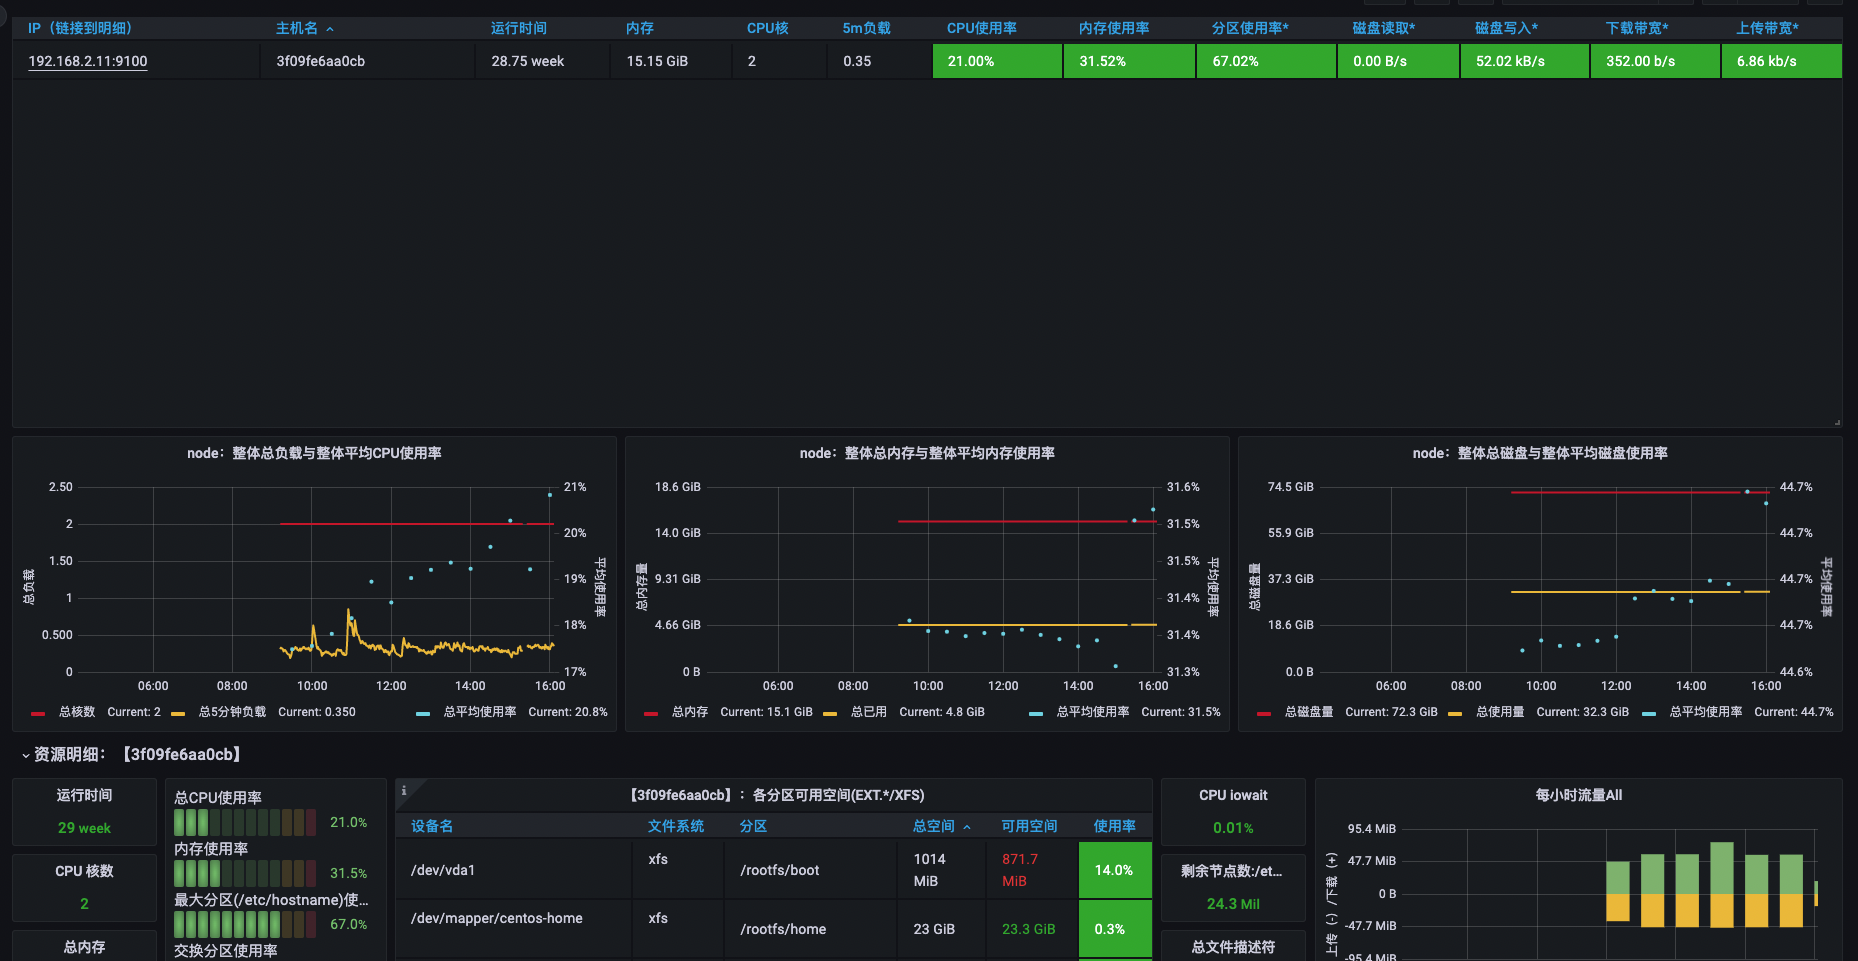 IP（链接到明细） 主机名 运行时间 内存 CPU核 5m负载 CPU使用率 内存使用率 分区使用率* 磁盘读取* 磁盘写入* 下载带宽* 上传带宽*
192.168.2.11:9100 3f09fe6aa0cb 28.75 week 15.15 GiB 2 0.35 21.00% 31.52% 67.02% 0.00 B/s 52.02 kB/s 352.00 b/s 6.86 kb/s
node：整体总负载与整体平均CPU使用率
2.50
2
1.50
1
0.500
0
总负载
21%
20%
19%
18%
17%
平均使用率
06:00 08:00 10:00 12:00 14:00 16:00
总核数 Current: 2 总5分钟负载 Current: 0.350 总平均使用率 Current: 20.8%
node：整体总内存与整体平均内存使用率
18.6 GiB
14.0 GiB
9.31 GiB
4.66 GiB
0 B
总内存量
31.6%
31.5%
31.5%
31.4%
31.4%
31.3%
平均使用率
06:00 08:00 10:00 12:00 14:00 16:00
总内存 Current: 15.1 GiB 总已用 Current: 4.8 GiB 总平均使用率 Current: 31.5%
node：整体总磁盘与整体平均磁盘使用率
74.5 GiB
55.9 GiB
37.3 GiB
18.6 GiB
0.0 B
总磁盘量
44.7%
44.7%
44.7%
44.7%
44.6%
平均使用率
06:00 08:00 10:00 12:00 14:00 16:00
总磁盘量 Current: 72.3 GiB 总使用量 Current: 32.3 GiB 总平均使用率 Current: 44.7%
资源明细：【3f09fe6aa0cb】
运行时间
29 week
CPU 核数
2
总内存
总CPU使用率
21.0%
内存使用率
31.5%
最大分区(/etc/hostname)使...
67.0%
交换分区使用率
i
【3f09fe6aa0cb】：各分区可用空间(EXT.*/XFS)
设备名 文件系统 分区 总空间 可用空间 使用率
/dev/vda1 xfs /rootfs/boot 1014 MiB 871.7 MiB 14.0%
/dev/mapper/centos-home xfs /rootfs/home 23 GiB 23.3 GiB 0.3%
CPU iowait
0.01%
剩余节点数:/et...
24.3 Mil
总文件描述符
每小时流量All
95.4 MiB
47.7 MiB
0 B
-47.7 MiB
-95.4 MiB
上传（-）/下载（+）